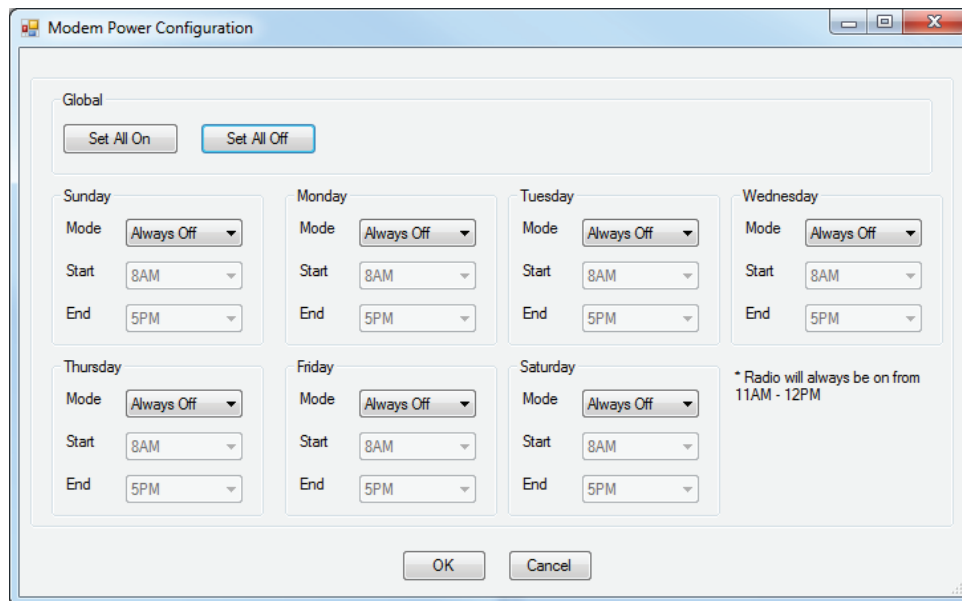 Modem Power Configuration
Global
Set All On Set All Off
Sunday Monday Tuesday Wednesday
Mode Always Off Mode Always Off Mode Always Off Mode Always Off
Start 8AM Start 8AM Start 8AM Start 8AM
End 5PM End 5PM End 5PM End 5PM
Thursday Friday Saturday
Mode Always Off Mode Always Off Mode Always Off
Start 8AM Start 8AM Start 8AM
End 5PM End 5PM End 5PM
* Radio will always be on from
11AM - 12PM
OK Cancel